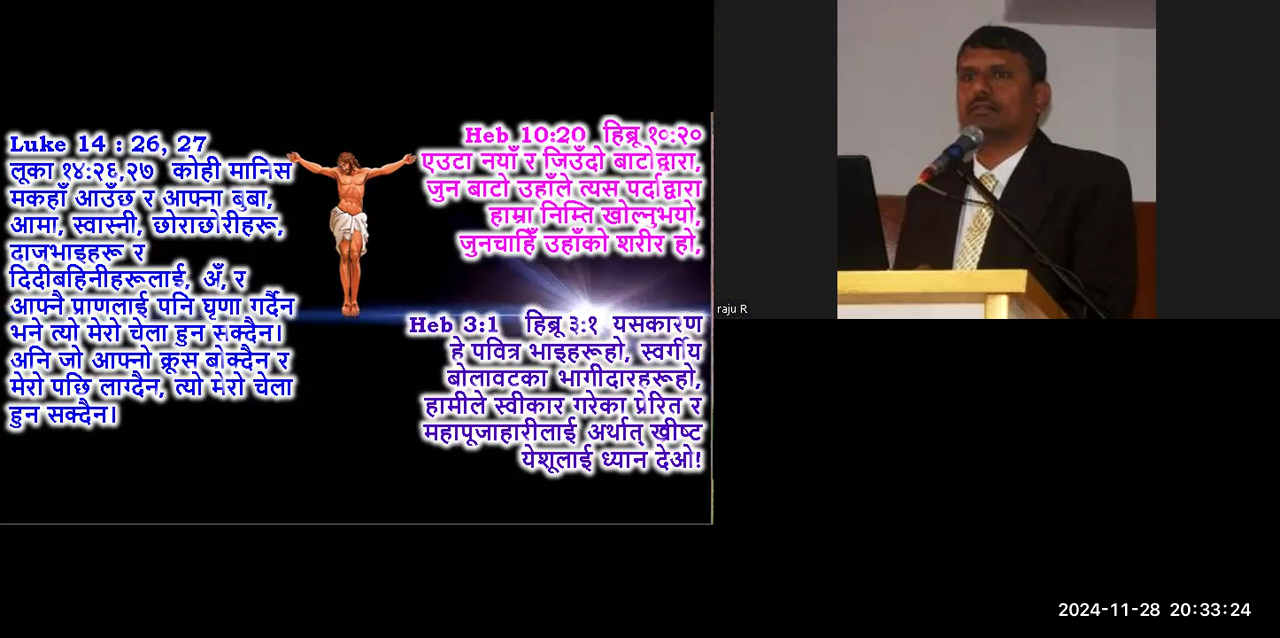 Luke 14 : 26, 27
लूका १४:२६,२७ कोही मानिस
मकहाँ आउँछ र आफ्ना बुबा,
आमा, स्वास्नी, छोराछोरीहरू,
दाजभाइहरू र
दिदीबहिनीहरूलाई, अँ, र
आफ्नै प्राणलाई पनि घृणा गर्दैन
भने त्यो मेरो चेला हुन सक्दैन।
अनि जो आफ्नो क्रूस बोक्दैन र
मेरो पछि लाग्दैन, त्यो मेरो चेला
हुन सक्दैन।
Heb 10:20 हिब्रू १०:२०
एउटा नयाँ र जिउँदो बाटोद्वारा,
जुन बाटो उहाँले त्यस पर्दाद्वारा
हाम्रा निम्ति खोल्नुभयो,
जुनचाहिँ उहाँको शरीर हो,
Heb 3:1 हिब्रू ३:१ यसकारण
हे पवित्र भाइहरूहो, स्वर्गीय
बोलावटका भागीदारहरूहो,
हामीले स्वीकार गरेका प्रेरित र
महापूजाहारीलाई अर्थात् ख्रीष्ट
येशूलाई ध्यान देओ!
raju R
2024-11-28 20:33:24